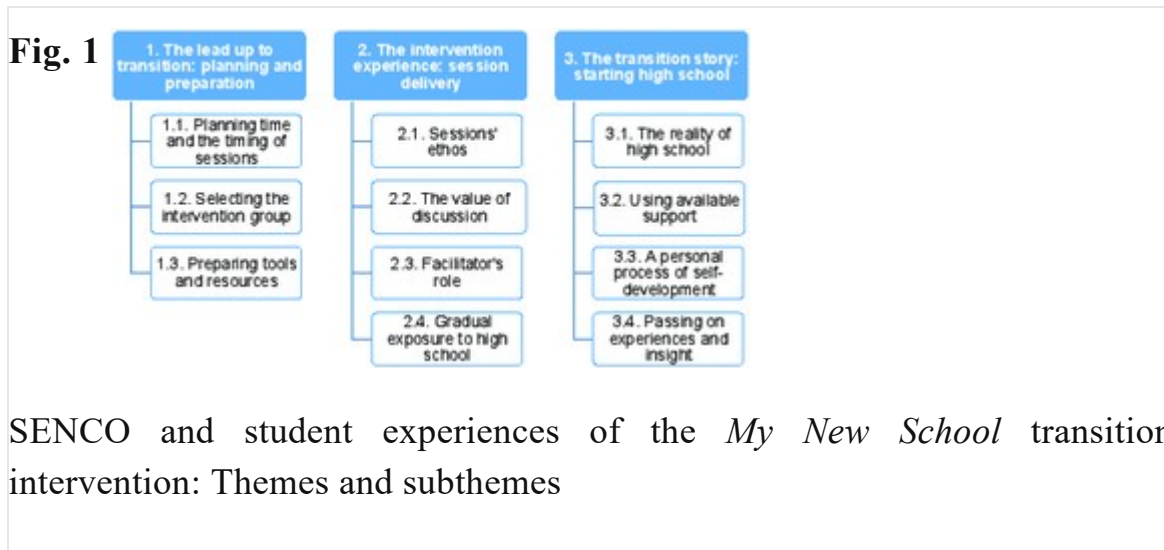 Fig. 1
1. The lead up to
transition: planning and
preparation
1.1. Planning time
and the timing of
sessions
1.2. Selecting the
intervention group
1.3. Preparing tools
and resources
2. The intervention
experience: session
delivery
2.1. Sessions'
ethos
2.2. The value of
discussion
2.3. Facilitator's
role
2.4. Gradual
exposure to high
school
3. The transition story:
starting high school
3.1. The reality of
high school
3.2. Using available
support
3.3. A personal
process of self-
development
3.4. Passing on
experiences and
insight
SENCO and student experiences of the My New School transition
intervention: Themes and subthemes